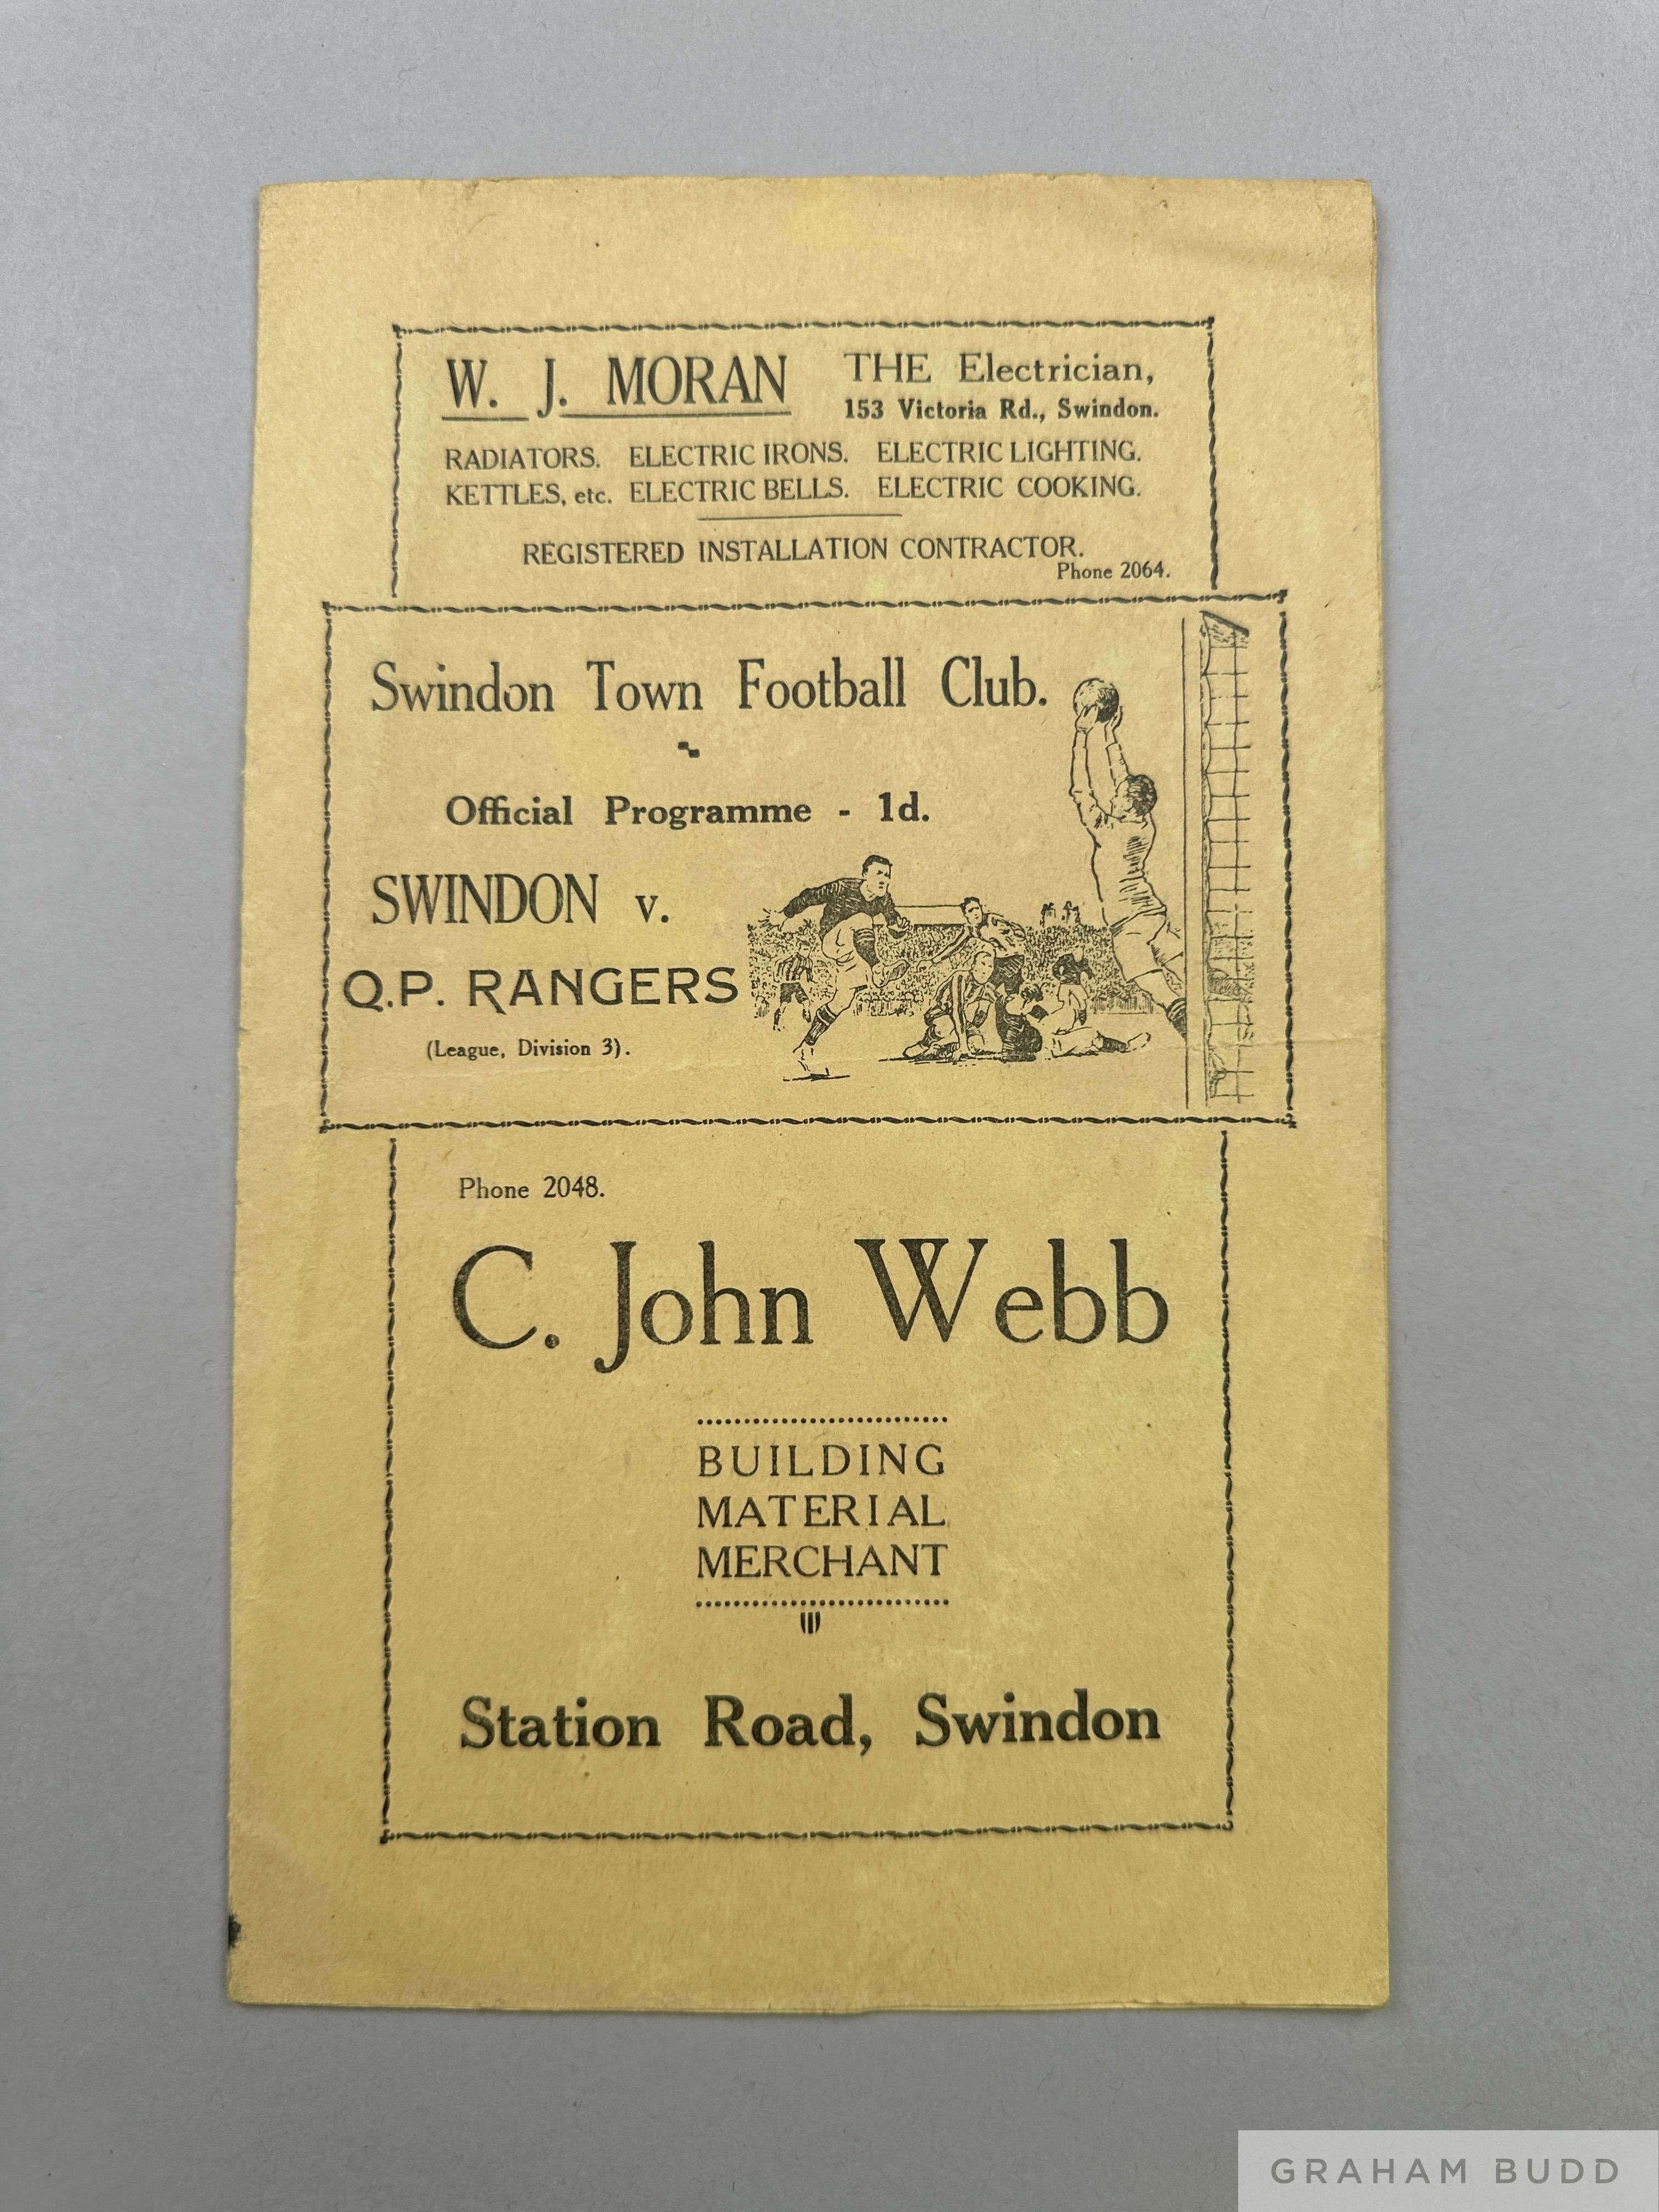 W. J. MORAN THE Electrician,
153 Victoria Rd., Swindon.
RADIATORS. ELECTRIC IRONS. ELECTRIC LIGHTING.
KETTLES, etc. ELECTRIC BELLS. ELECTRIC COOKING.
REGISTERED INSTALLATION CONTRACTOR.
Phone 2064.
Swindon Town Football Club.
Official Programme - 1d.
SWINDON v.
Q.P. RANGERS
(League, Division 3).
Phone 2048.
C. John Webb
BUILDING
MATERIAL
MERCHANT
Station Road, Swindon
GRAHAM BUDD